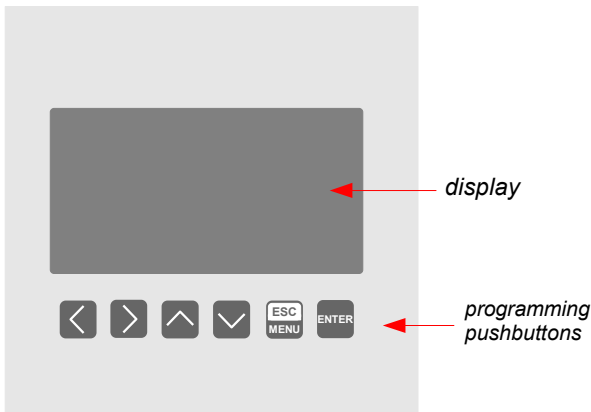 display
ESC
MENU
ENTER
programming
pushbuttons